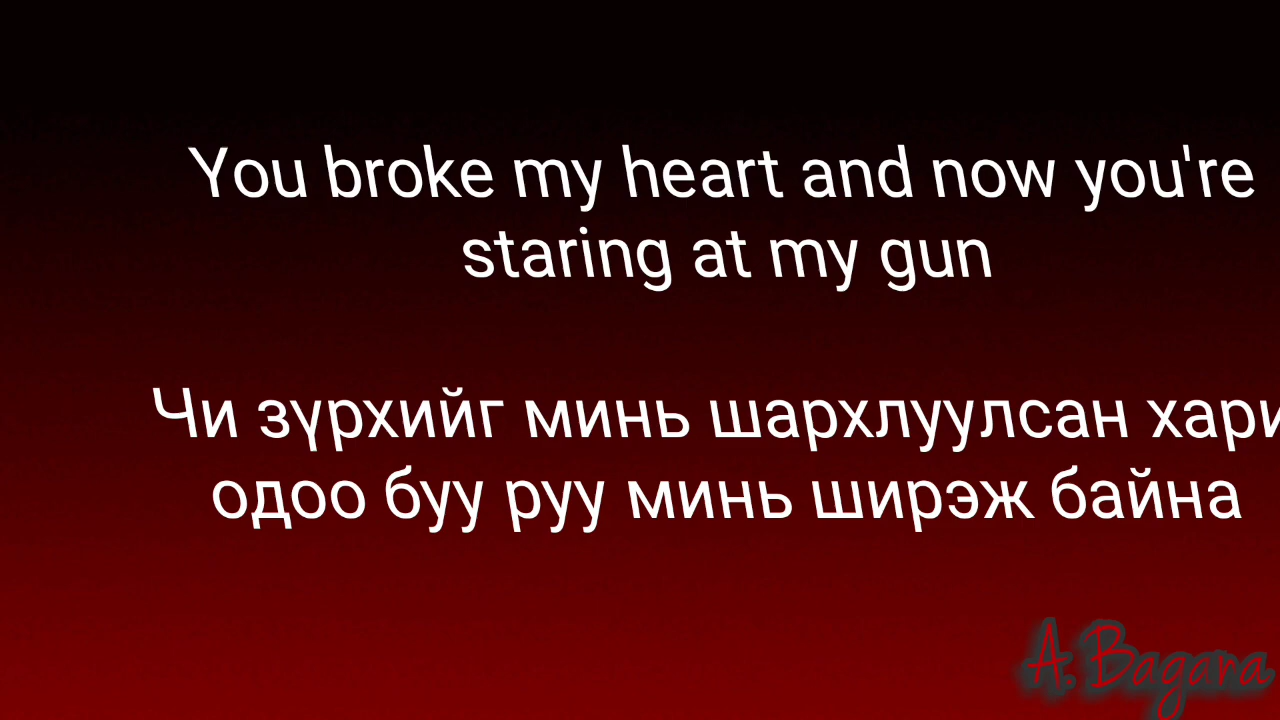 You broke my heart and now you're
staring at my gun
Чи зүрхийг минь шархлуулсан хари
одоо буу руу минь ширэж байна
A. Bagana